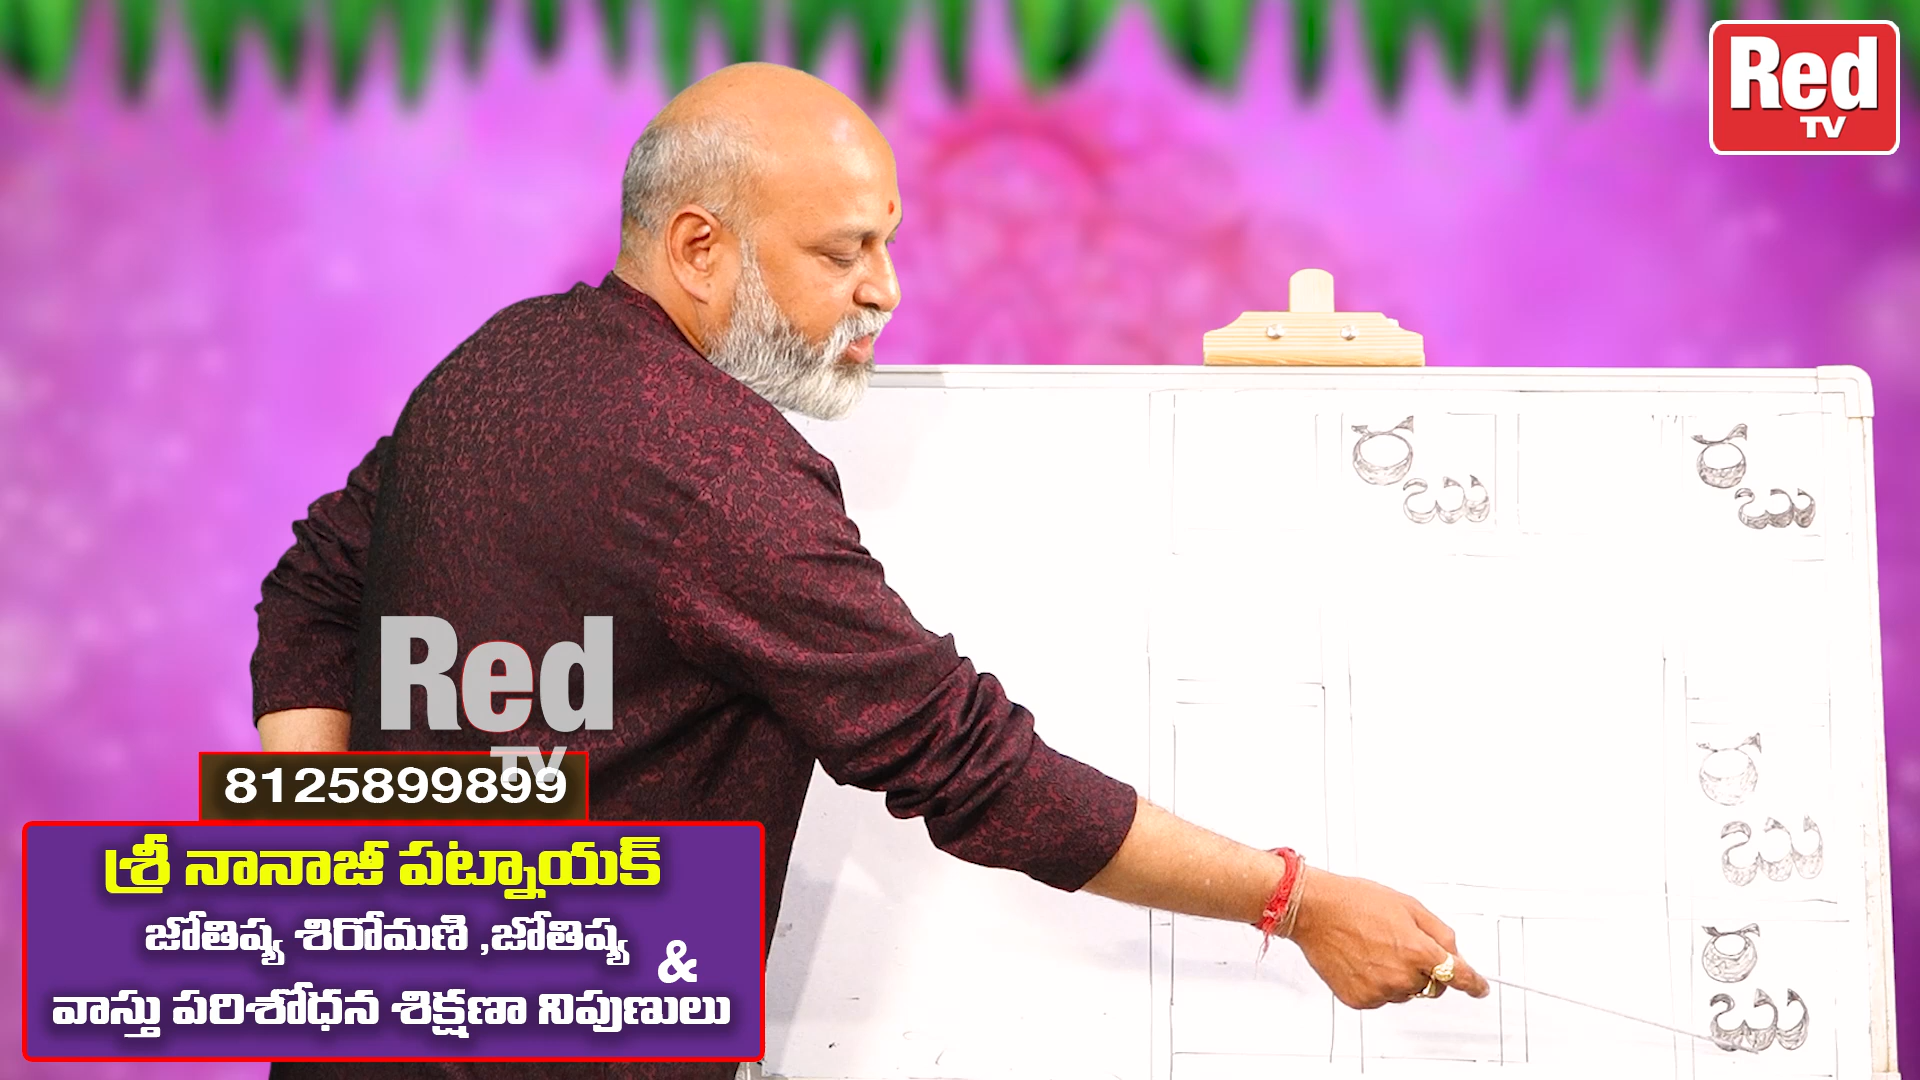 Red
TV
ర
బు
ర
బు
Red
TV
ర
బు
8125899899
శ్రీ నానాజీ పట్నాయక్
జ్యోతిష్య శిరోమణి ,జ్యోతిష్య &
వాస్తు పరిశోధన శిక్షణా నిపుణులు
ర
బు